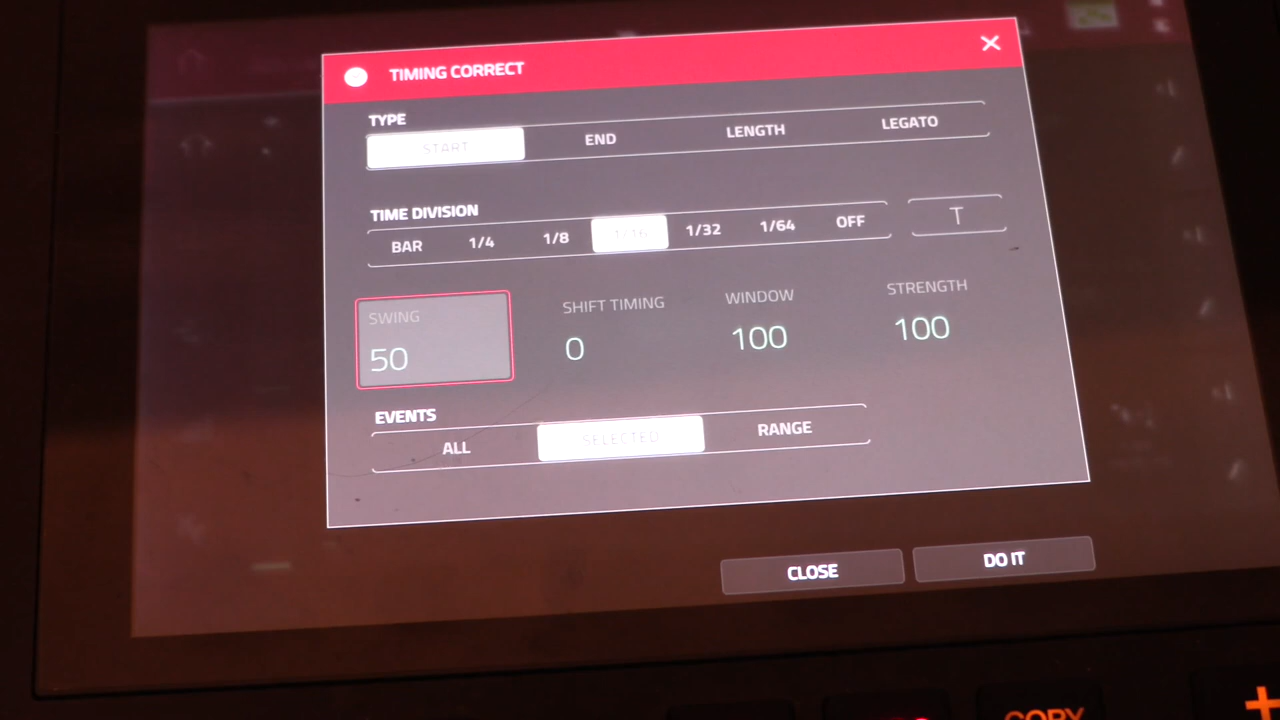 TIMING CORRECT
TYPE
START END LENGTH LEGATO
TIME DIVISION
BAR 1/4 1/8 1/16 1/32 1/64 OFF T
SWING SHIFT TIMING WINDOW STRENGTH
50 0 100 100
EVENTS
ALL SELECTED RANGE
CLOSE DO IT
COPY +